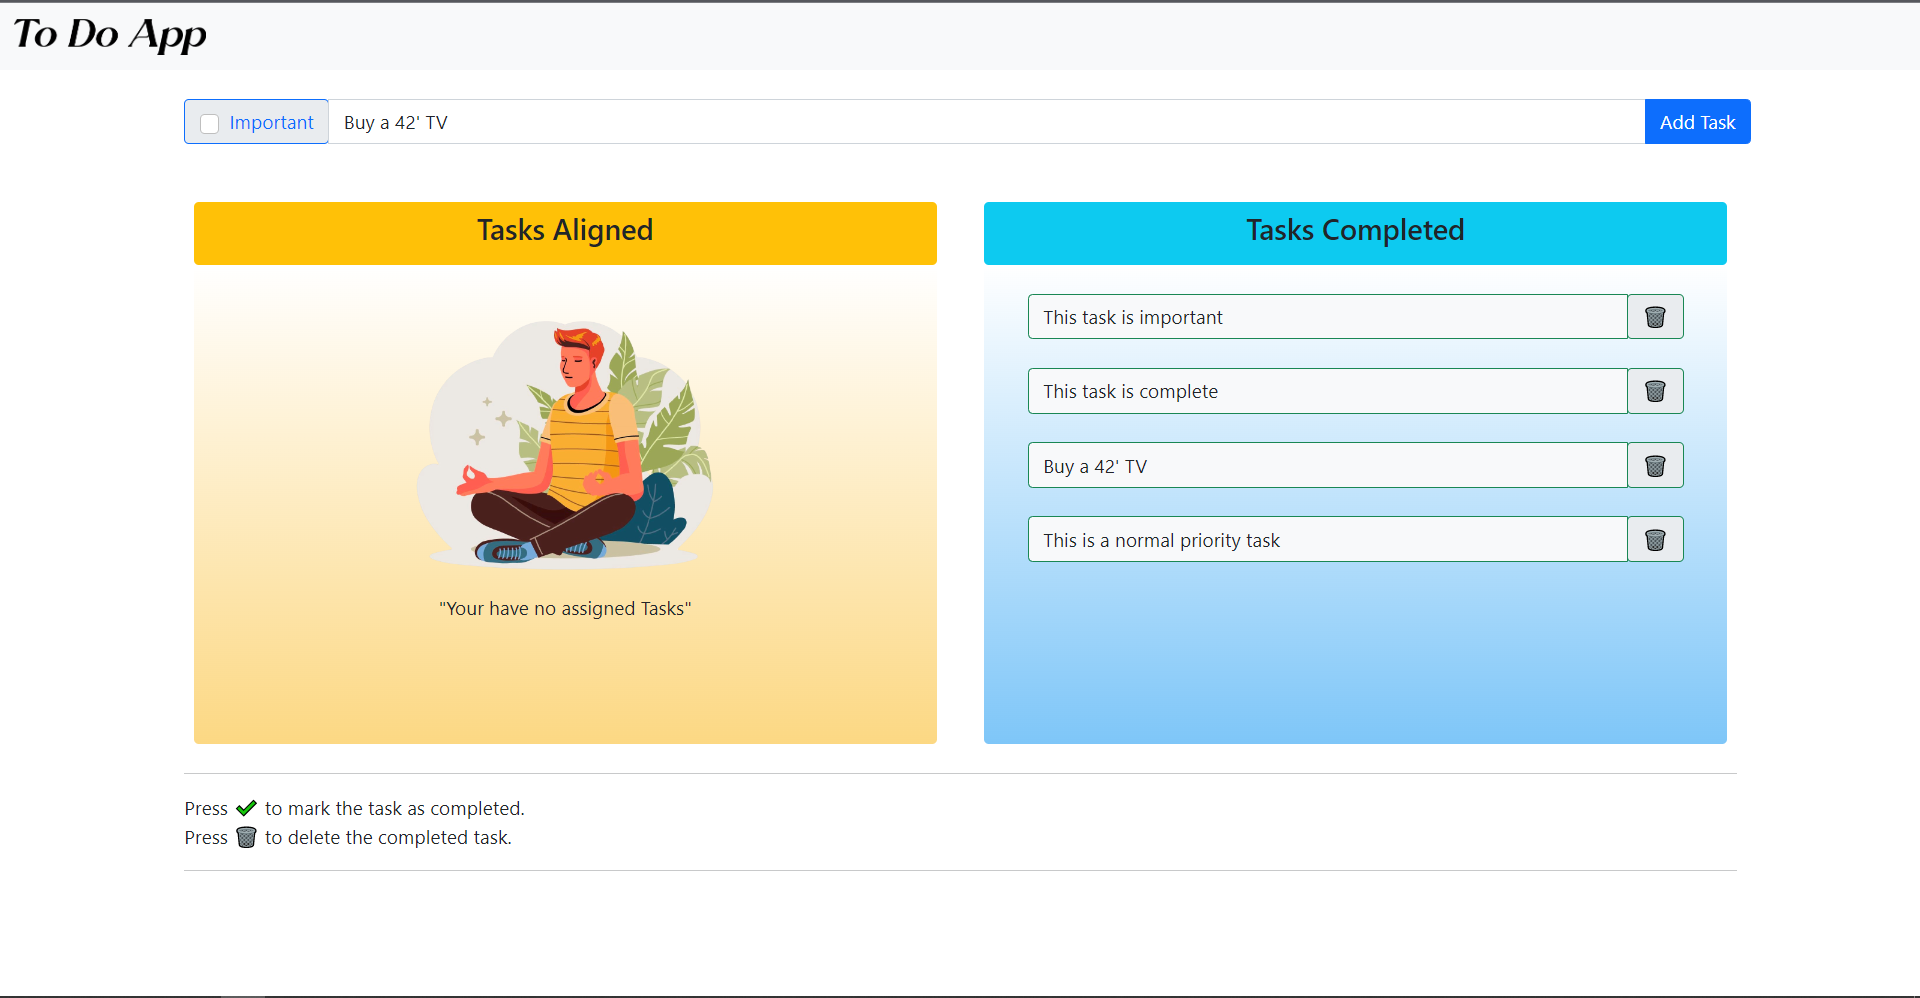 To Do App
Important
Buy a 42' TV
Add Task
Tasks Aligned
"Your have no assigned Tasks"
Tasks Completed
This task is important
This task is complete
Buy a 42' TV
This is a normal priority task
Press ✔ to mark the task as completed.
Press 🗑 to delete the completed task.